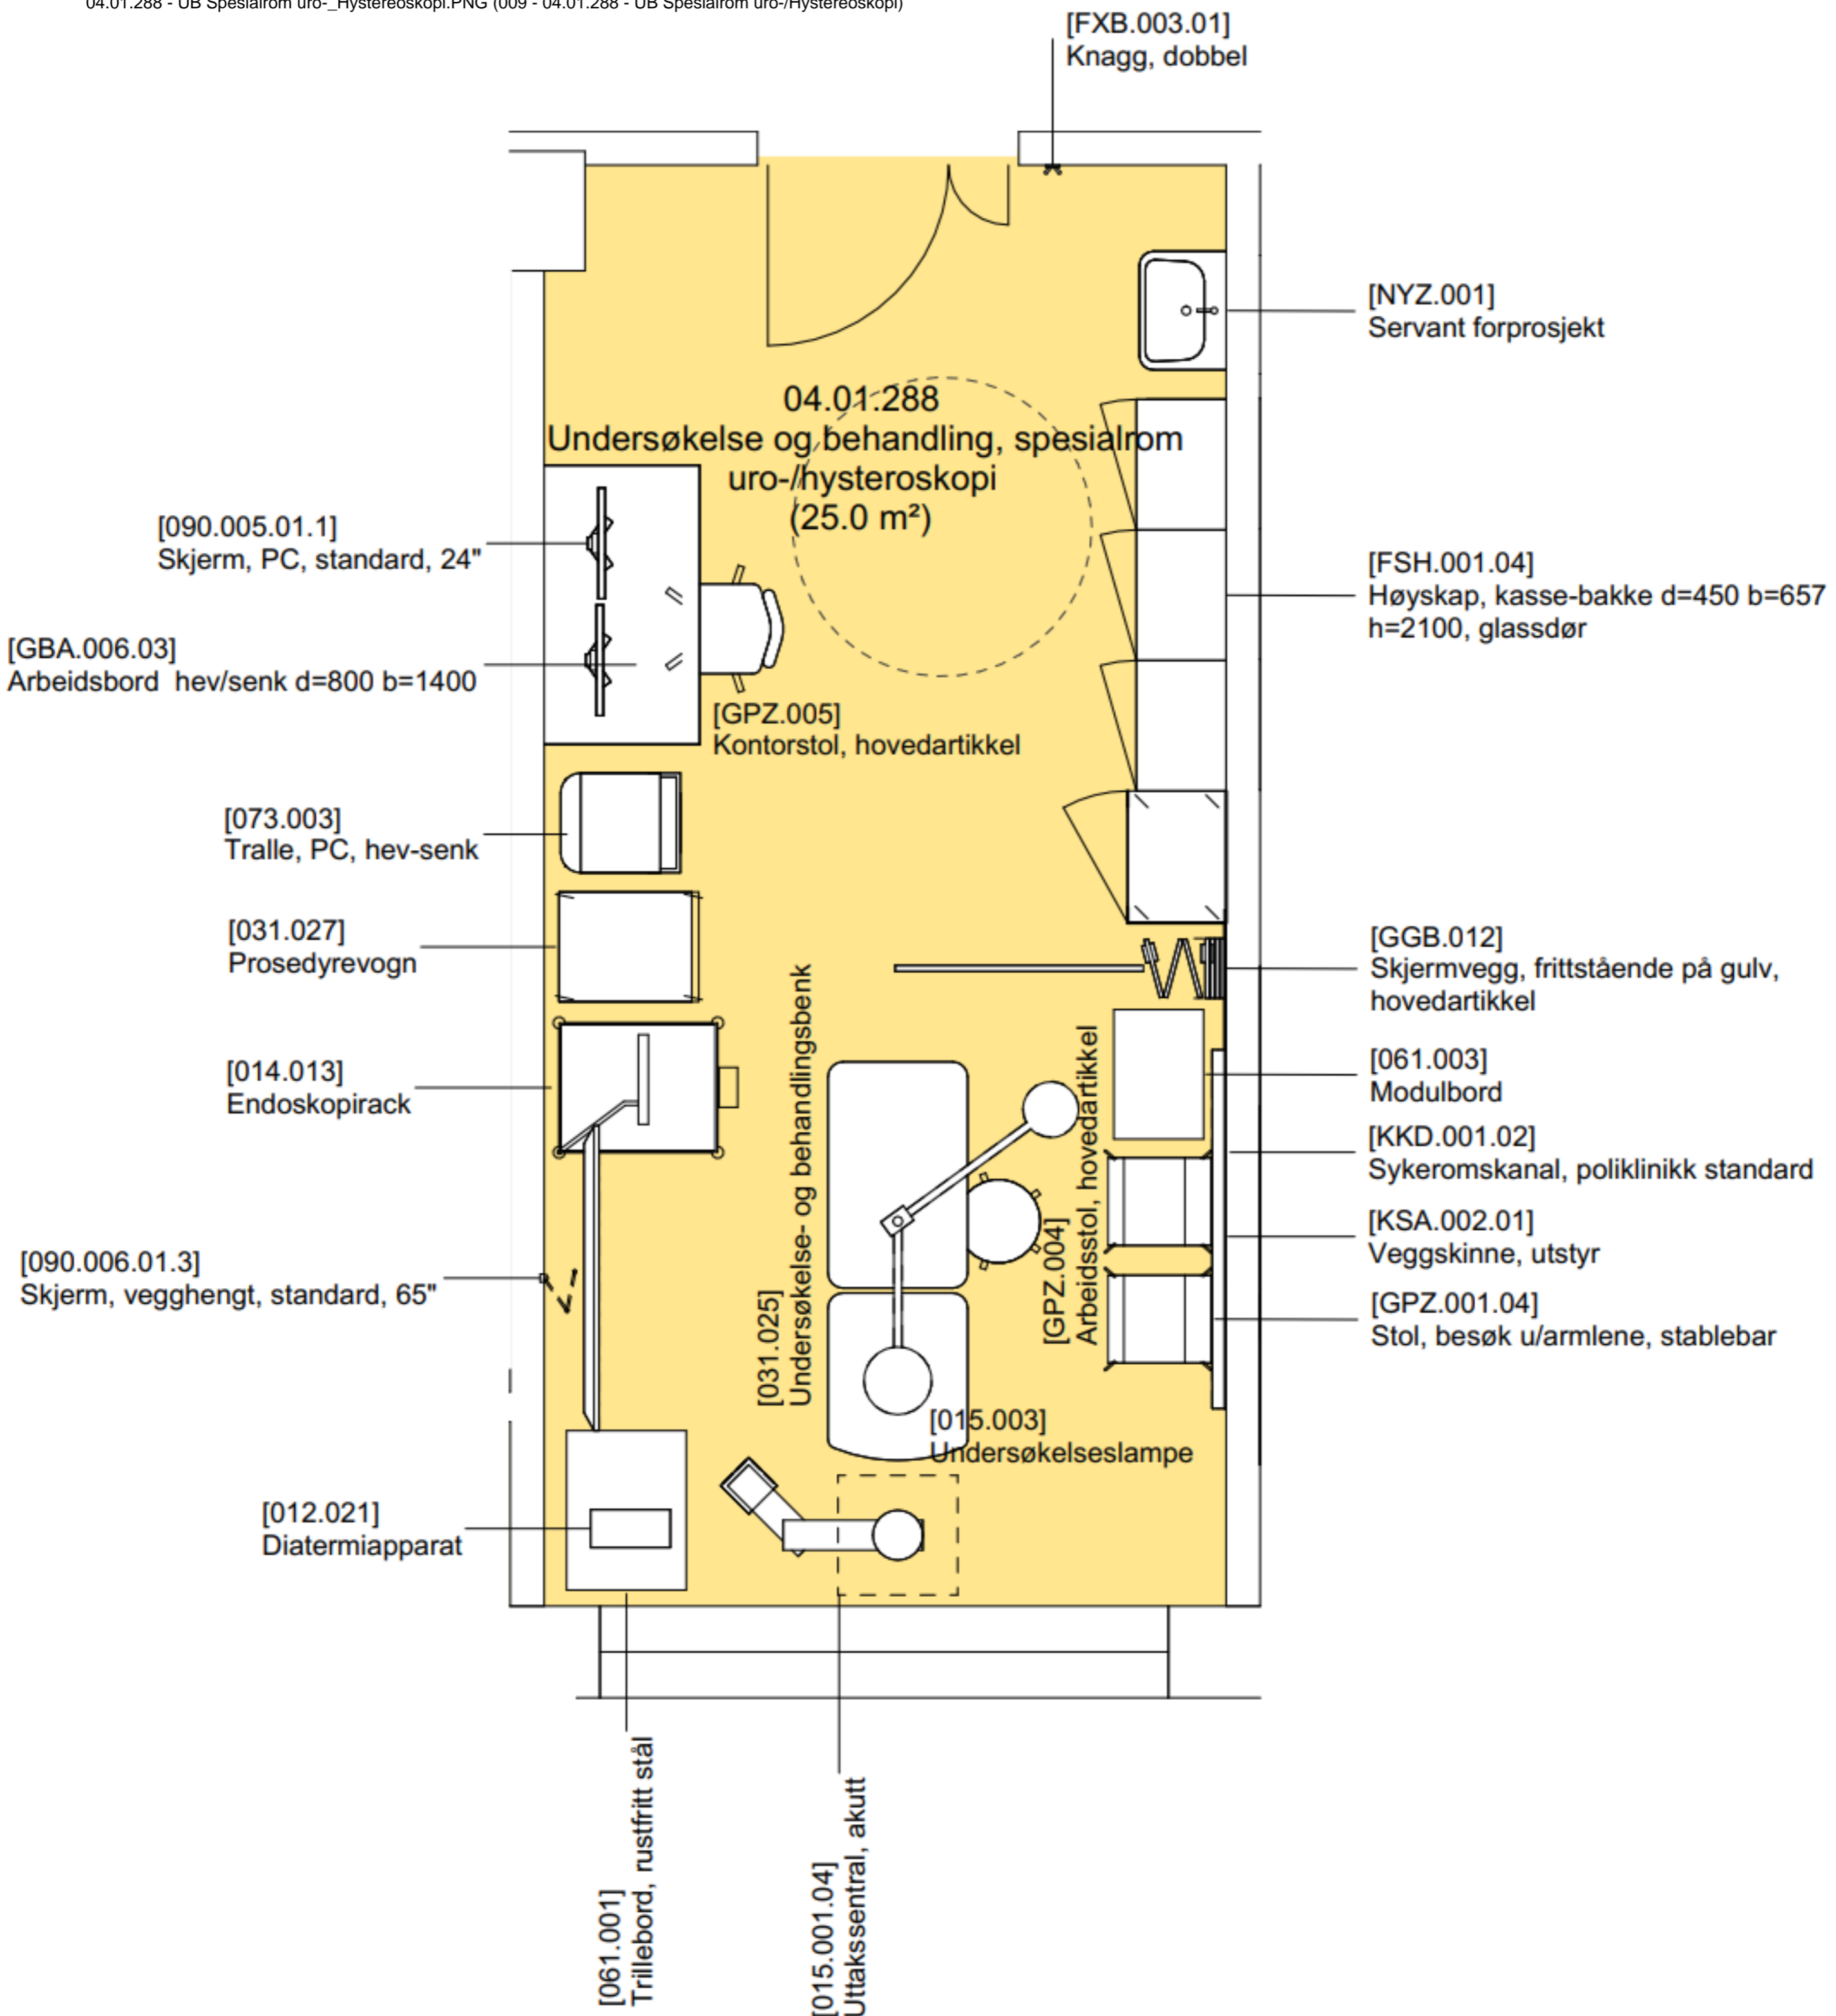 04.01.288 - UB Spesialrom uro-_Hystereoskopi.PNG (009 - 04.01.288 - UB Spesialrom uro-/Hystereoskopi)
[FXB.003.01]
Knagg, dobbel
[NYZ.001]
Servant forprosjekt
04.01.288
Undersøkelse og behandling, spesialrom
uro-/hysteroskopi
(25.0 m²)
[090.005.01.1]
Skjerm, PC, standard, 24"
[FSH.001.04]
Høyskap, kasse-bakke d=450 b=657
h=2100, glassdør
[GBA.006.03]
Arbeidsbord  hev/senk d=800 b=1400
[GPZ.005]
Kontorstol, hovedartikkel
[073.003]
Tralle, PC, hev-senk
[031.027]
Prosedyrevogn
[GGB.012]
Skjermvegg, frittstående på gulv,
hovedartikkel
[014.013]
Endoskopirack
[061.003]
Modulbord
[KKD.001.02]
Sykeromskanal, poliklinikk standard
[KSA.002.01]
Veggskinne, utstyr
[090.006.01.3]
Skjerm, vegghengt, standard, 65"
[GPZ.001.04]
Stol, besøk u/armlene, stablebar
[031.025]
Undersøkelse- og behandlingsbenk
[GPZ.004]
Arbeidsstol, hovedartikkel
[015.003]
Undersøkelseslampe
[012.021]
Diatermiapparat
[061.001]
Trillebord, rustfritt stål
[015.001.04]
Uttakssentral, akutt